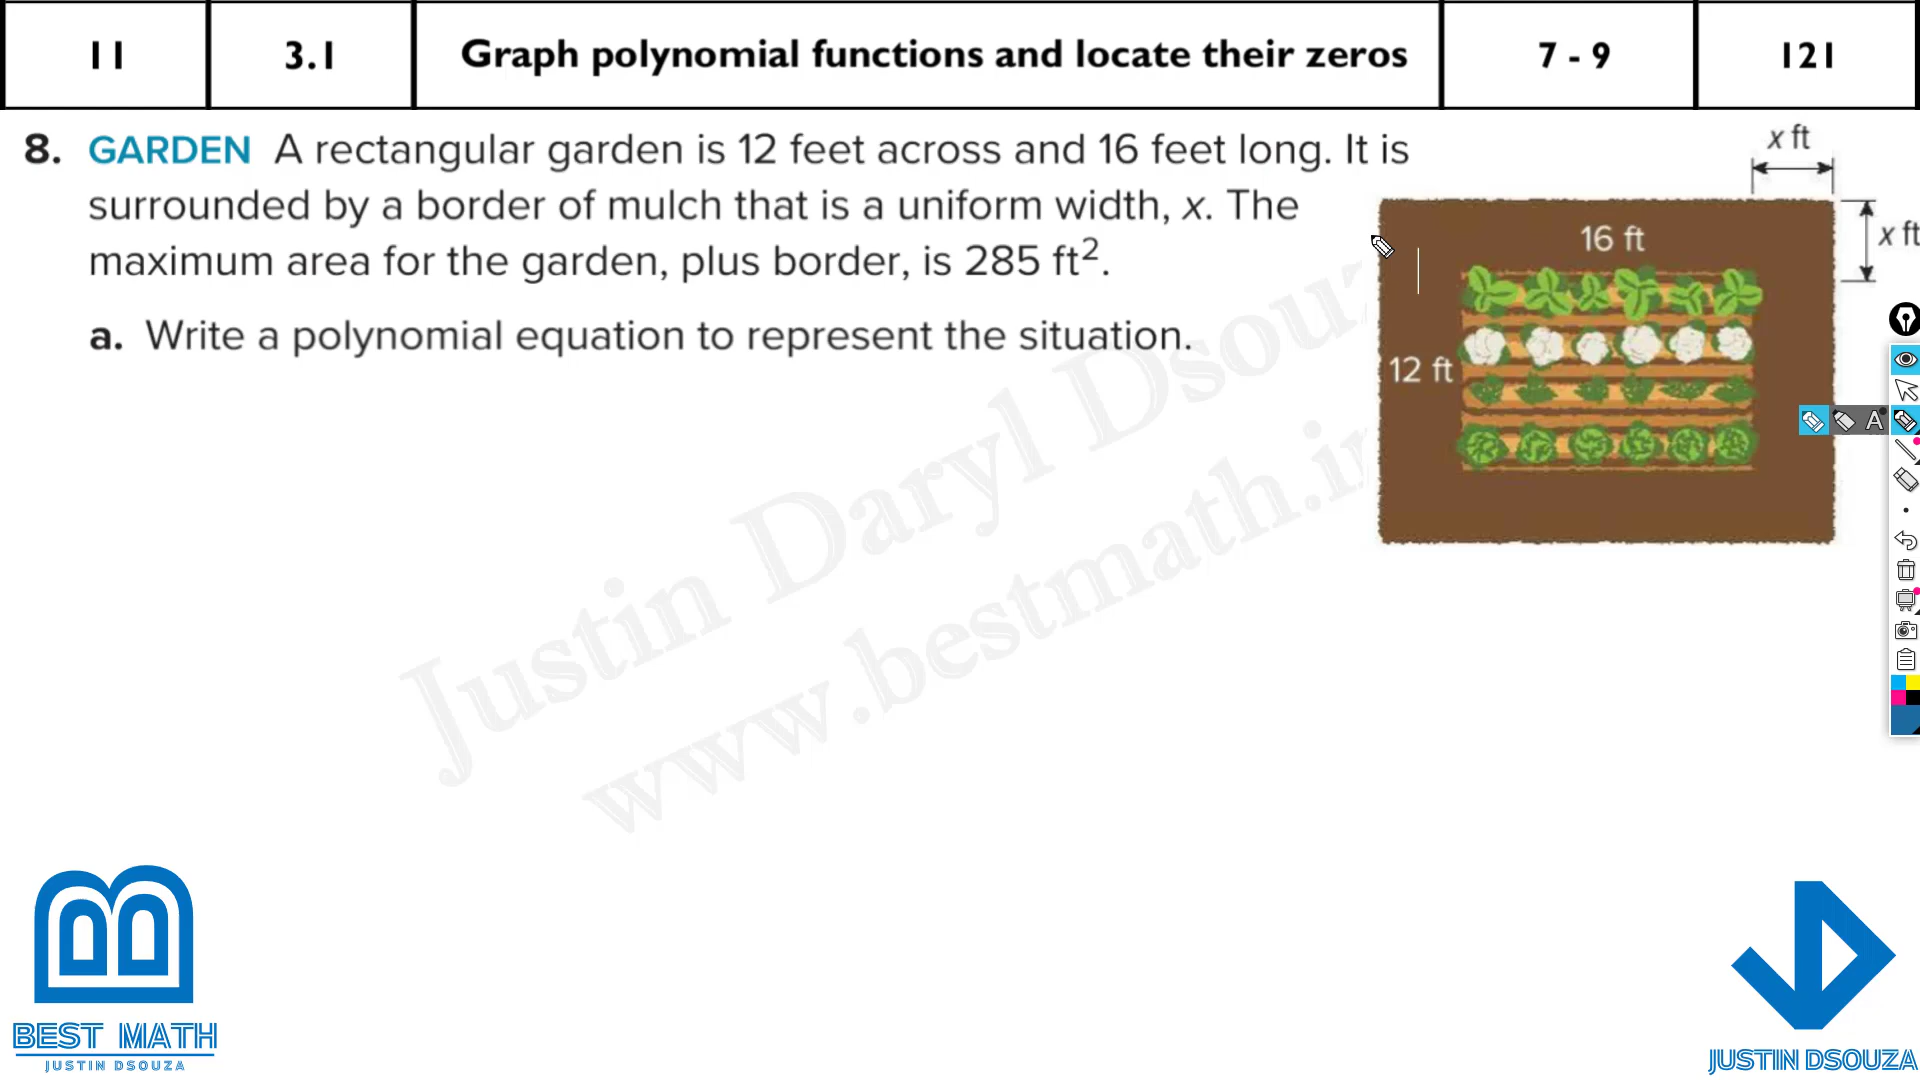 11 3.1 Graph polynomial functions and locate their zeros 7 - 9 121
8. GARDEN A rectangular garden is 12 feet across and 16 feet long. It is
surrounded by a border of mulch that is a uniform width, x. The
maximum area for the garden, plus border, is 285 ft².
a. Write a polynomial equation to represent the situation.
x ft
x ft
16 ft
12 ft
A
Justin Daryl Dsouz
www.bestmath.i
BEST MATH
JUSTIN DSOUZA
JUSTIN DSOUZA